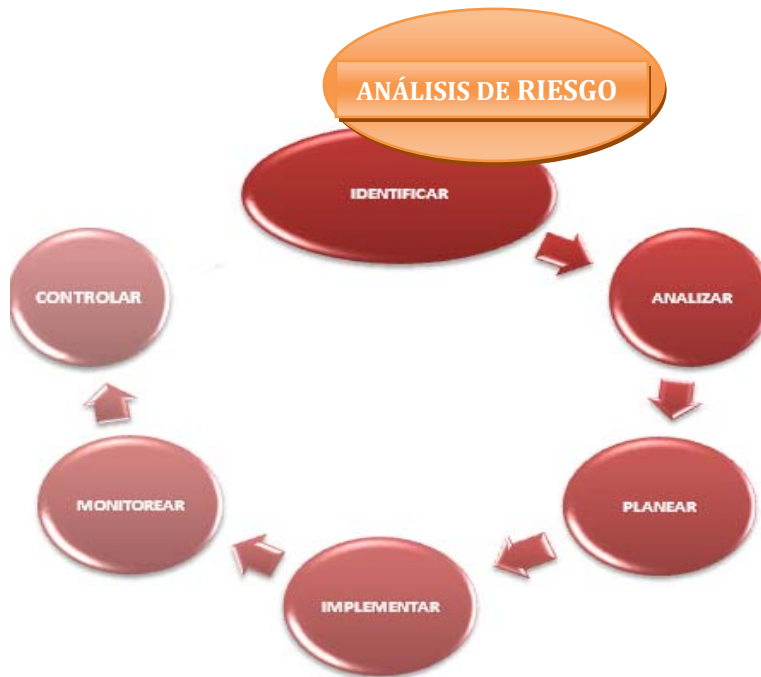 ANÁLISIS DE RIESGO
IDENTIFICAR
ANALIZAR
PLANEAR
IMPLEMENTAR
MONITOREAR
CONTROLAR